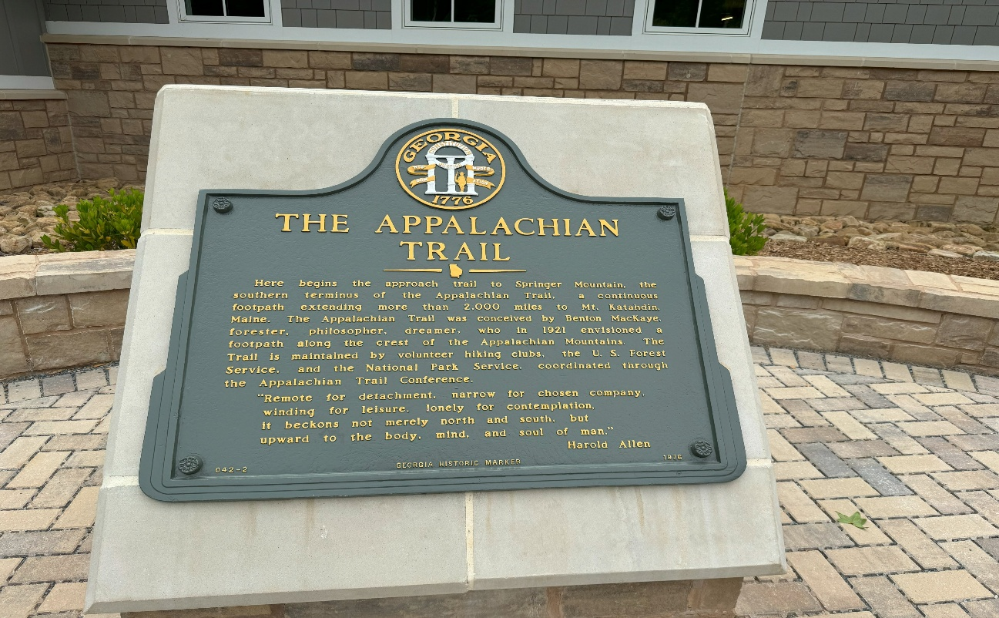 GEORGIA
CONSTITUTION
1776
THE APPALACHIAN
TRAIL
Here begins the approach trail to Springer Mountain, the
southern terminus of the Appalachian Trail, a continuous
footpath extending more than 2,000 miles to Mt. Katahdin,
Maine. The Appalachian Trail was conceived by Benton MacKaye,
forester, philosopher, dreamer, who in 1921 envisioned a
footpath along the crest of the Appalachian Mountains. The
Trail is maintained by volunteer hiking clubs, the U. S. Forest
Service, and the National Park Service, coordinated through
the Appalachian Trail Conference.
"Remote for detachment, narrow for chosen company,
winding for leisure, lonely for contemplation,
it beckons not merely north and south, but
upward to the body, mind, and soul of man."
Harold Allen
042-2 GEORGIA HISTORIC MARKER 1976